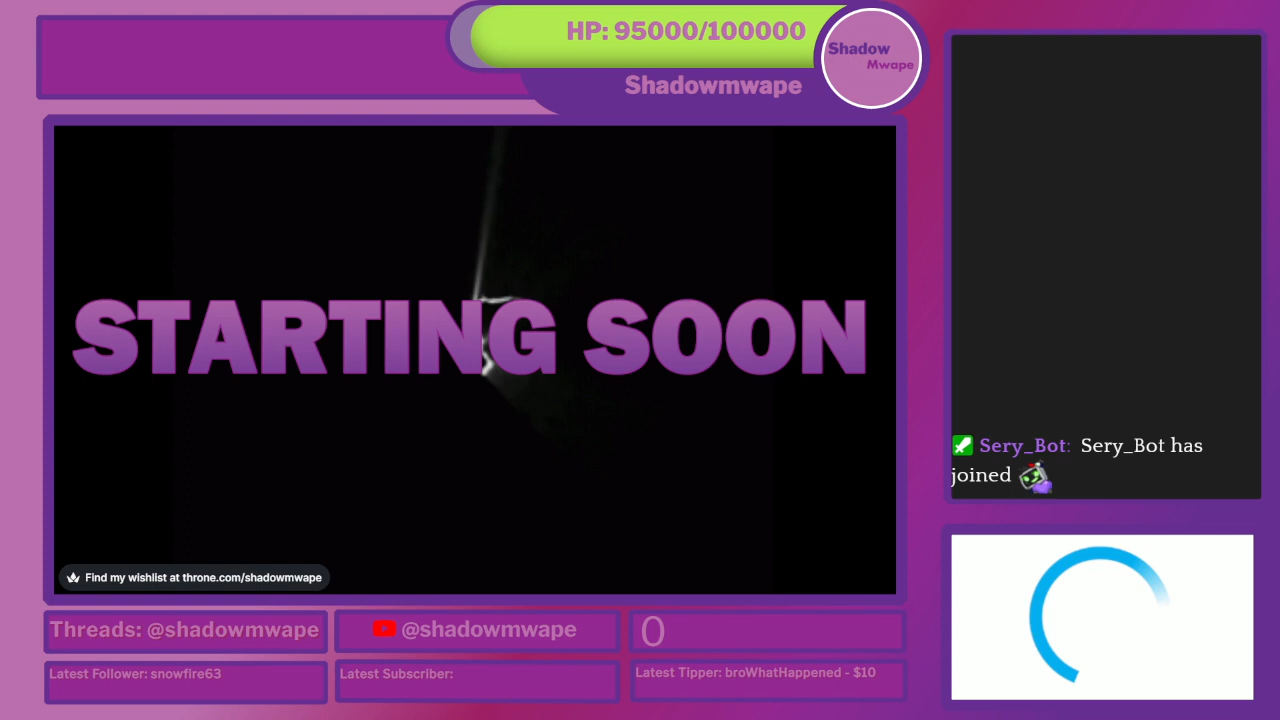 HP: 95000/100000
Shadow
Mwape
Shadowmwape
STARTING SOON
Sery_Bot: Sery_Bot has
joined
Find my wishlist at throne.com/shadowmwape
Threads: @shadowmwape
@shadowmwape
0
Latest Follower: snowfire63
Latest Subscriber:
Latest Tipper: broWhatHappened - $10